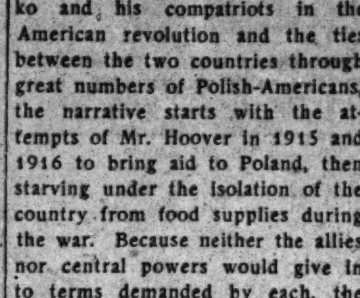 ko and his compatriots in the
American revolution and the ties
between the two countries through
great numbers of Polish-Americans,
the narrative starts with the at-
tempts of Mr. Hoover in 1915 and
1916 to bring aid to Poland, then
starving under the isolation of the
country from food supplies during
the war. Because neither the allies
nor central powers would give in
to terms demanded by each, the